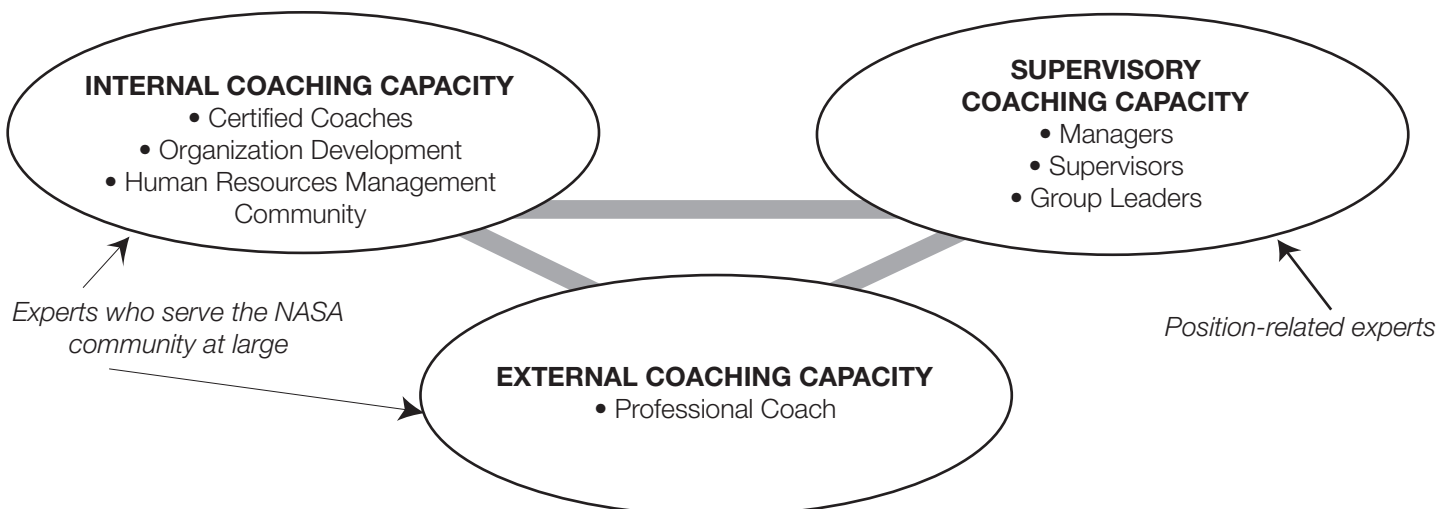 INTERNAL COACHING CAPACITY
• Certified Coaches
• Organization Development
• Human Resources Management
Community
SUPERVISORY
COACHING CAPACITY
• Managers
• Supervisors
• Group Leaders
Experts who serve the NASA
community at large
Position-related experts
EXTERNAL COACHING CAPACITY
• Professional Coach